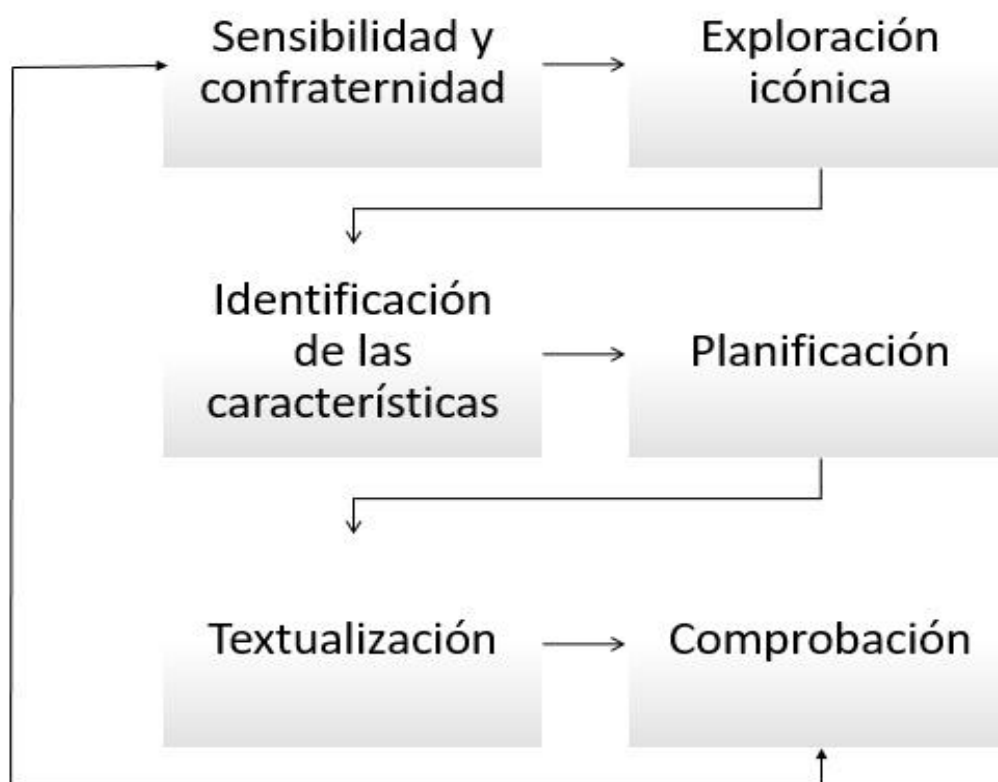 Sensibilidad y
confraternidad
Exploración
icónica
Identificación
de las
características
Planificación
Textualización
Comprobación